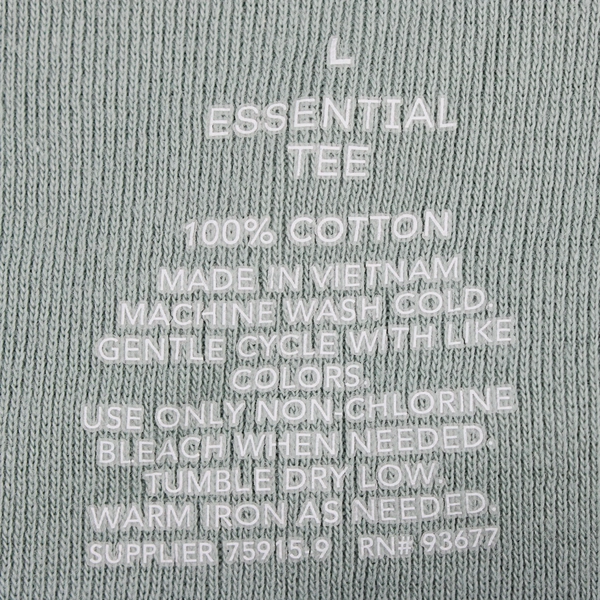 L
ESSENTIAL
TEE
100% COTTON
MADE IN VIETNAM
MACHINE WASH COLD.
GENTLE CYCLE WITH LIKE
COLORS.
USE ONLY NON-CHLORINE
BLEACH WHEN NEEDED.
TUMBLE DRY LOW.
WARM IRON AS NEEDED.
SUPPLIER 75915-9 RN# 93677